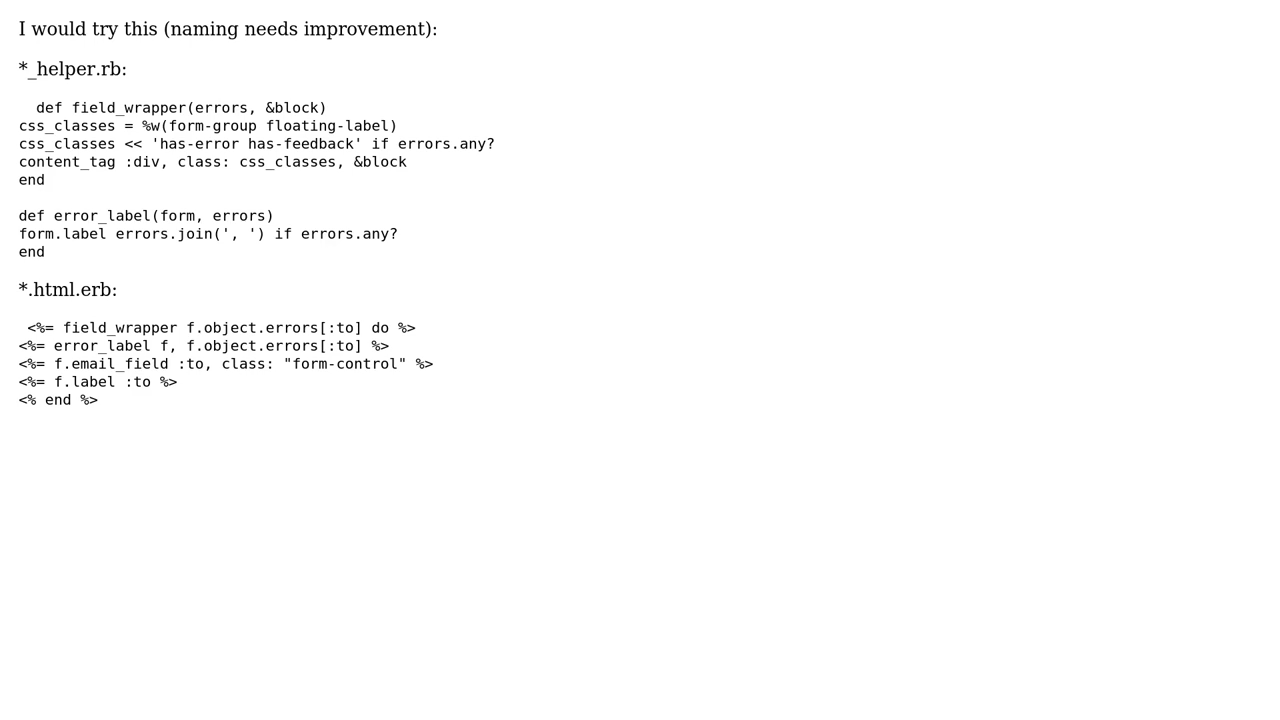 I would try this (naming needs improvement):
*_helper.rb:
  def field_wrapper(errors, &block)
css_classes = %w(form-group floating-label)
css_classes << 'has-error has-feedback' if errors.any?
content_tag :div, class: css_classes, &block
end
def error_label(form, errors)
form.label errors.join(', ') if errors.any?
end
*.html.erb:
 <%= field_wrapper f.object.errors[:to] do %>
<%= error_label f, f.object.errors[:to] %>
<%= f.email_field :to, class: "form-control" %>
<%= f.label :to %>
<% end %>